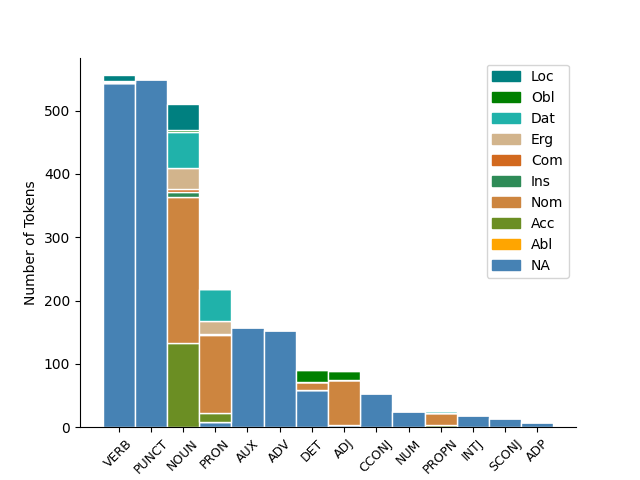 Number of Tokens
500
400
300
200
100
0
VERB
PUNCT
NOUN
PRON
AUX
ADV
DET
ADJ
CCONJ
NUM
PROPN
INTJ
SCONJ
ADP
Loc
Obl
Dat
Erg
Com
Ins
Nom
Acc
Abl
NA